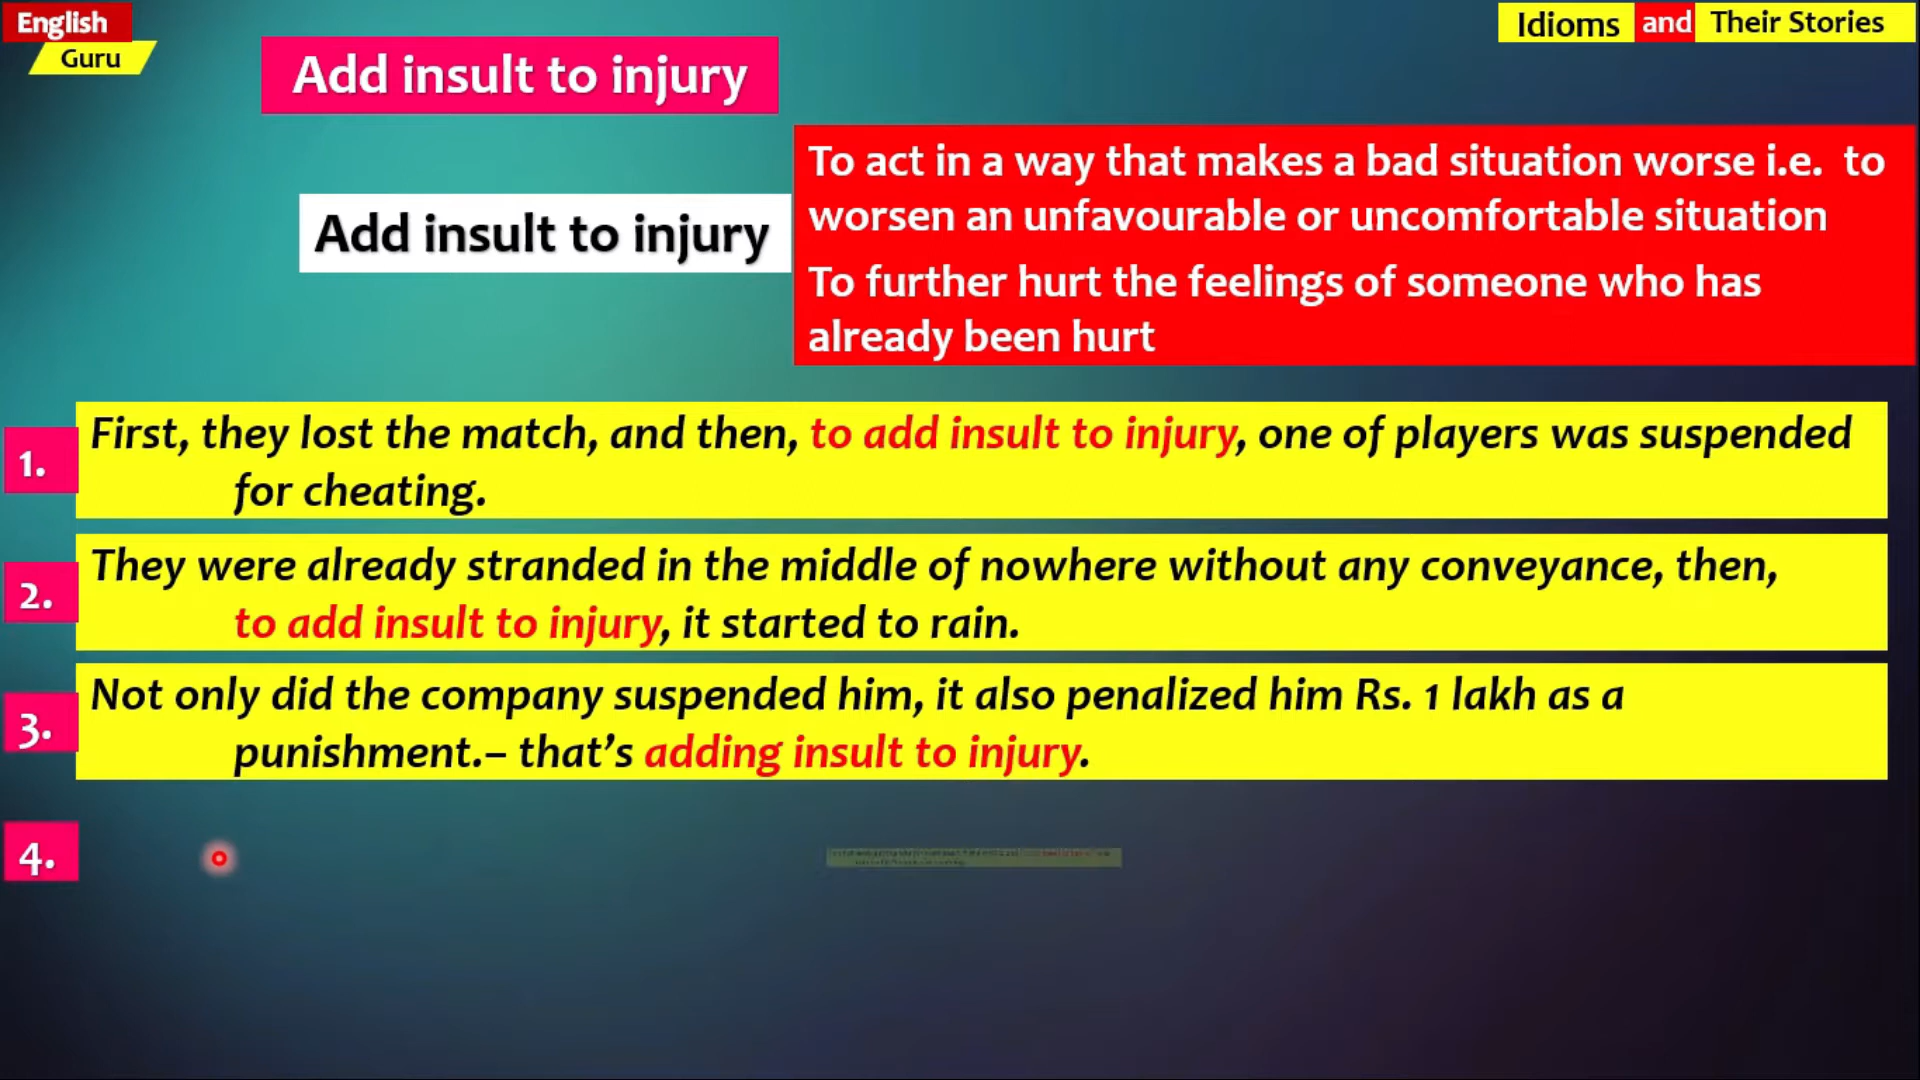 English
Guru
Idioms and Their Stories
Add insult to injury
Add insult to injury
To act in a way that makes a bad situation worse i.e. to
worsen an unfavourable or uncomfortable situation
To further hurt the feelings of someone who has
already been hurt
1. First, they lost the match, and then, to add insult to injury, one of players was suspended
for cheating.
2. They were already stranded in the middle of nowhere without any conveyance, then,
to add insult to injury, it started to rain.
3. Not only did the company suspended him, it also penalized him Rs. 1 lakh as a
punishment.– that's adding insult to injury.
4.